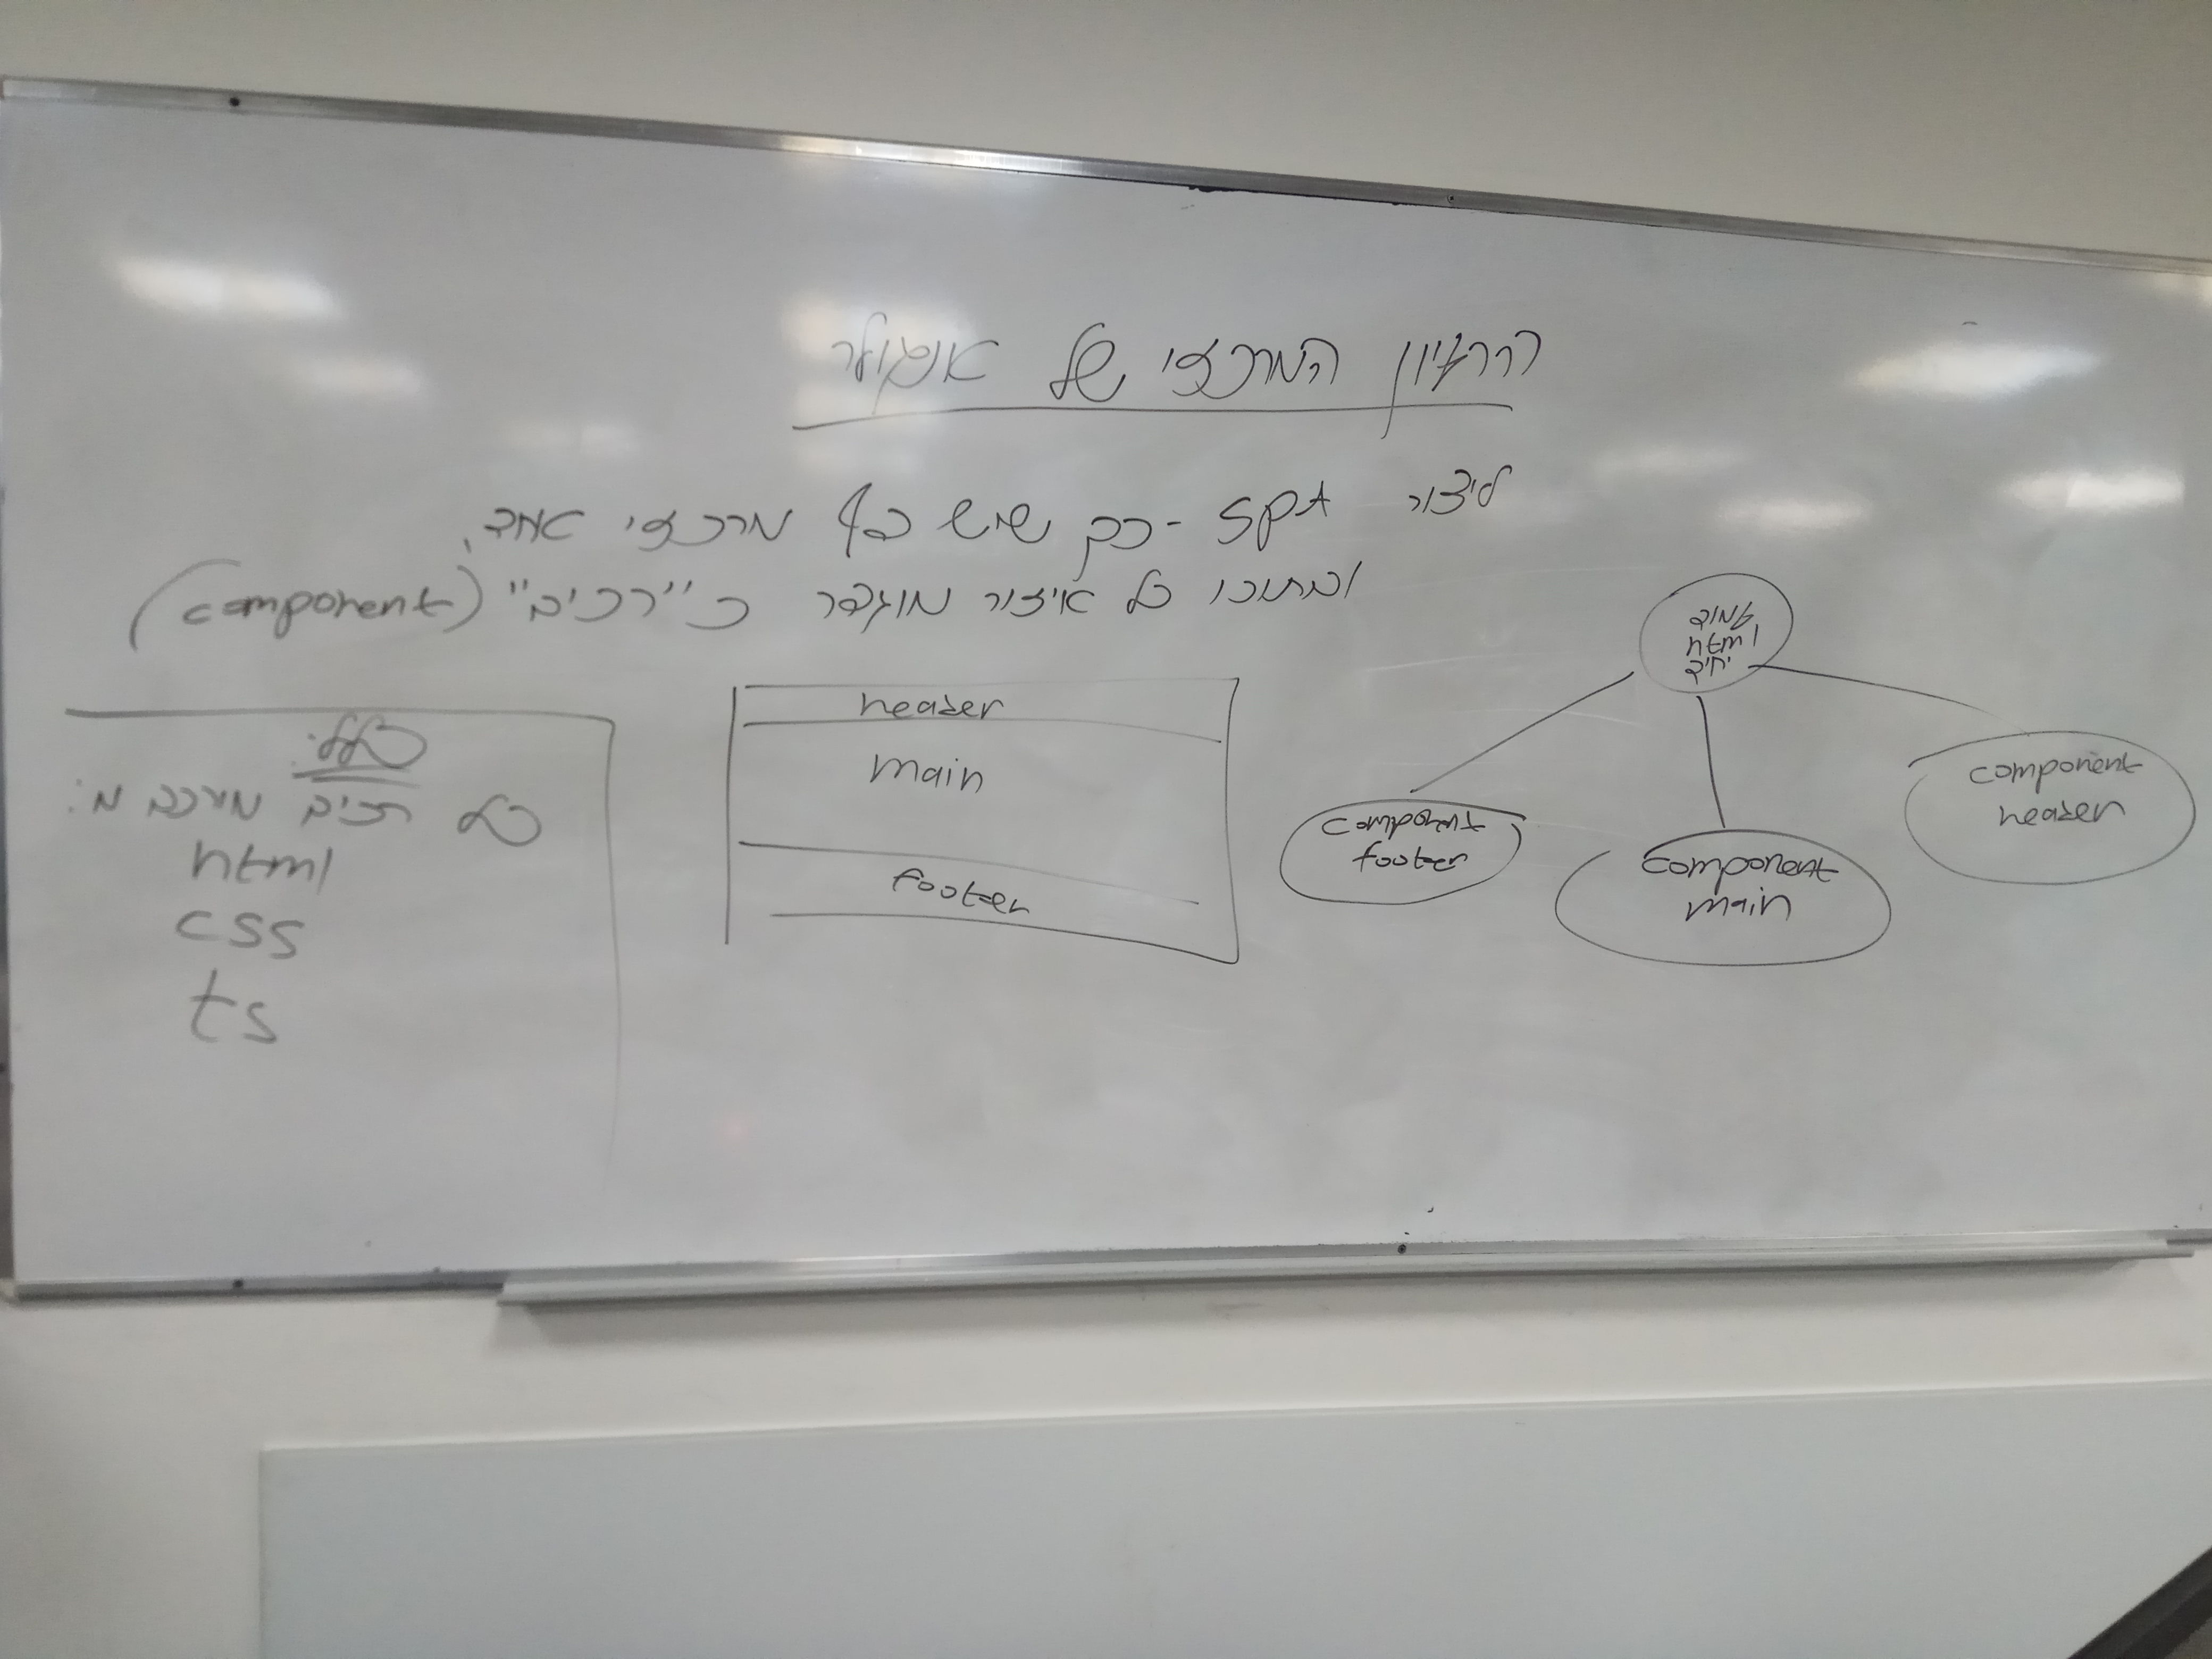 הרעיון המרכזי של אנגולר
ליצור SPA - כך שיש דף מרכזי אחד,
ובתוכו כל איזור מוגדר כ"רכיב" (component)
עמוד
html
יחיד
component
header
component
main
component
footer
header
main
footer
כלל:
כל רכיב מורכב מ:
html
css
ts